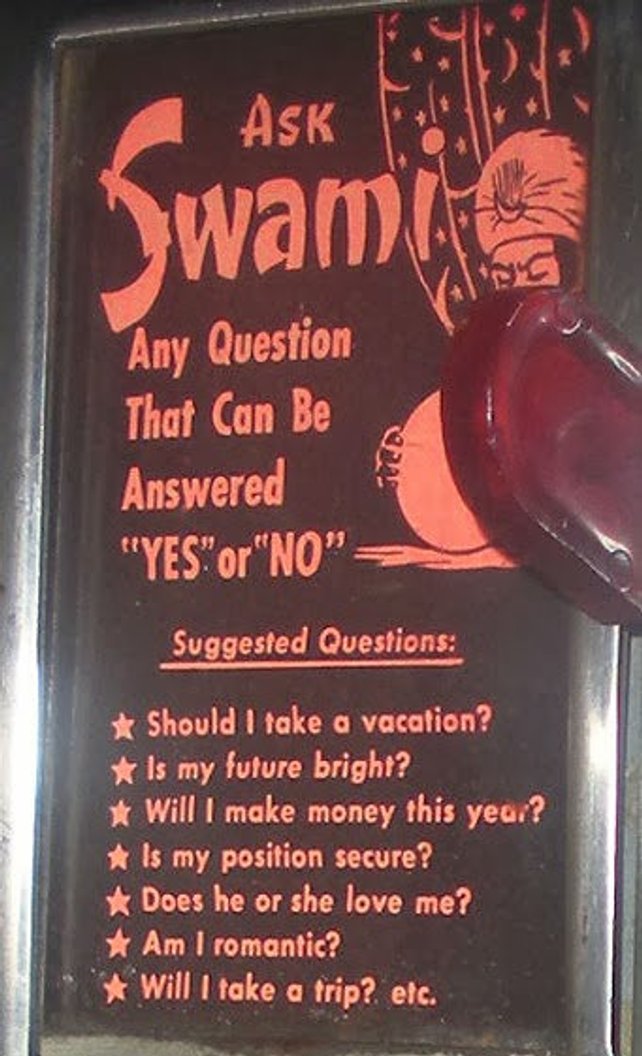 Ask
Swami
Any Question
That Can Be
Answered
"YES" or "NO"
Suggested Questions:
★ Should I take a vacation?
★ Is my future bright?
★ Will I make money this year?
★ Is my position secure?
★ Does he or she love me?
★ Am I romantic?
★ Will I take a trip? etc.